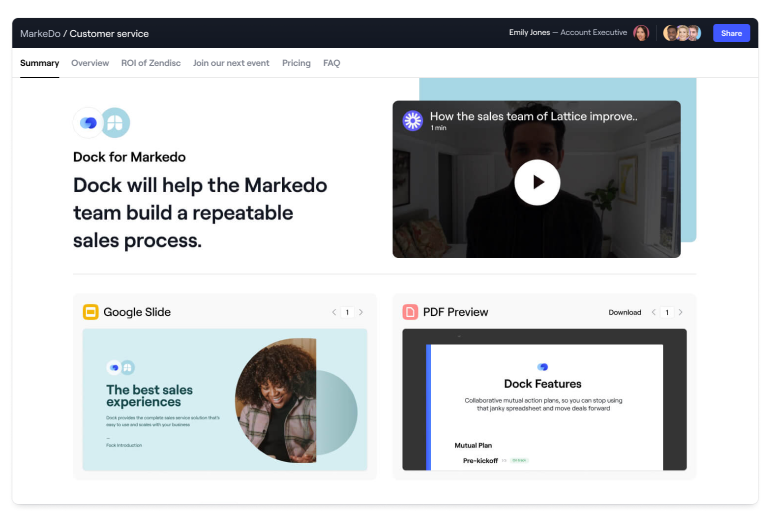 MarkeDo / Customer service
Emily Jones — Account Executive
Share
Summary
Overview
ROI of Zendisc
Join our next event
Pricing
FAQ
Dock for Markedo
Dock will help the Markedo
team build a repeatable
sales process.
How the sales team of Lattice improve..
1 min
Google Slide
1
The best sales
experiences
Dock provides the complete sales service solution that's
easy to use and scales with your business
–
Pack Introduction
PDF Preview
Download
1
Dock Features
Collaborative mutual action plans, so you can stop using
that janky spreadsheet and move deals forward
Mutual Plan
Pre-kickoff